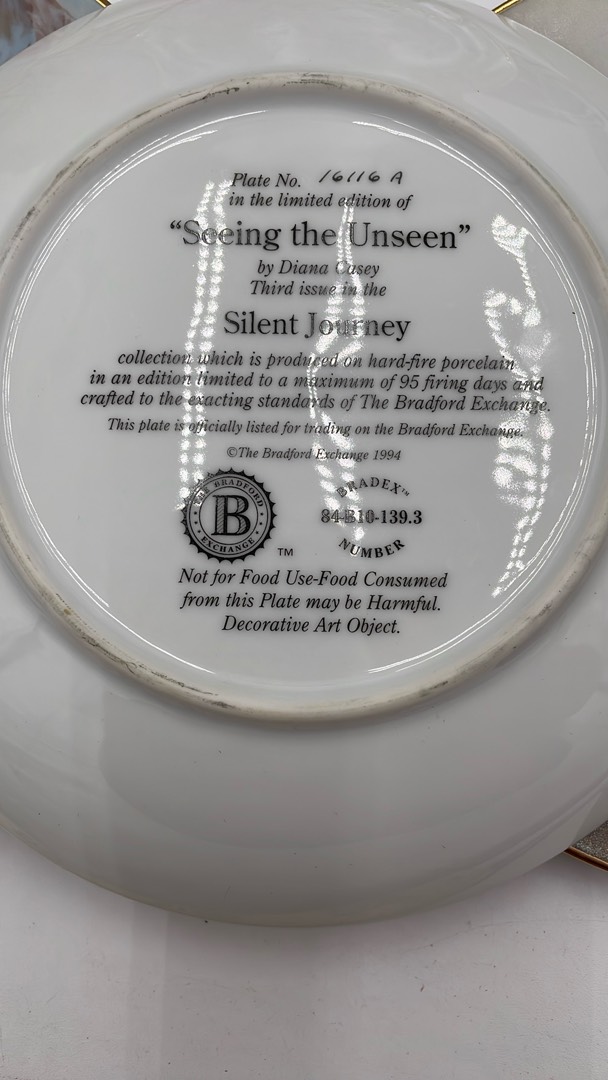 Plate No. 16116 A
in the limited edition of
“Seeing the Unseen”
by Diana Casey
Third issue in the
Silent Journey
collection which is produced on hard-fire porcelain
in an edition limited to a maximum of 95 firing days and
crafted to the exacting standards of The Bradford Exchange.
This plate is officially listed for trading on the Bradford Exchange.
©The Bradford Exchange 1994
THE BRADFORD
B
EXCHANGE
TM
BRADEX™
84-B10-139.3
NUMBER
Not for Food Use-Food Consumed
from this Plate may be Harmful.
Decorative Art Object.